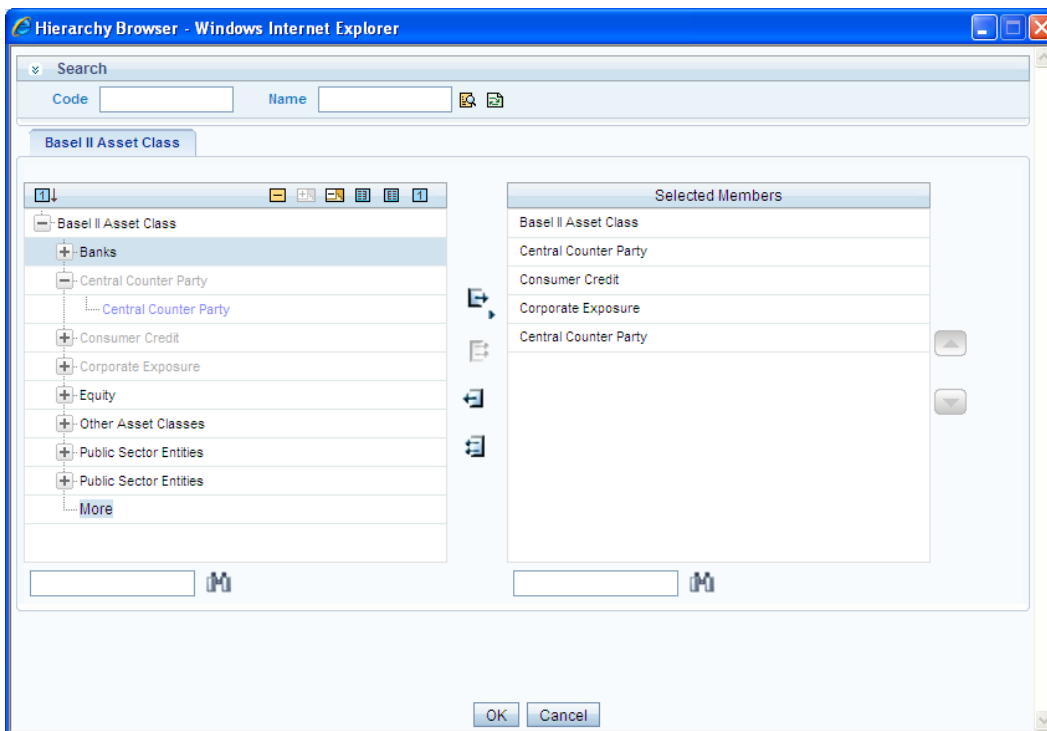 Hierarchy Browser - Windows Internet Explorer
Search
Code Name
Basel II Asset Class
Selected Members
Basel II Asset Class
Banks
Central Counter Party
Central Counter Party
Consumer Credit
Corporate Exposure
Equity
Other Asset Classes
Public Sector Entities
Public Sector Entities
More
Basel II Asset Class
Central Counter Party
Consumer Credit
Corporate Exposure
Central Counter Party
OK Cancel